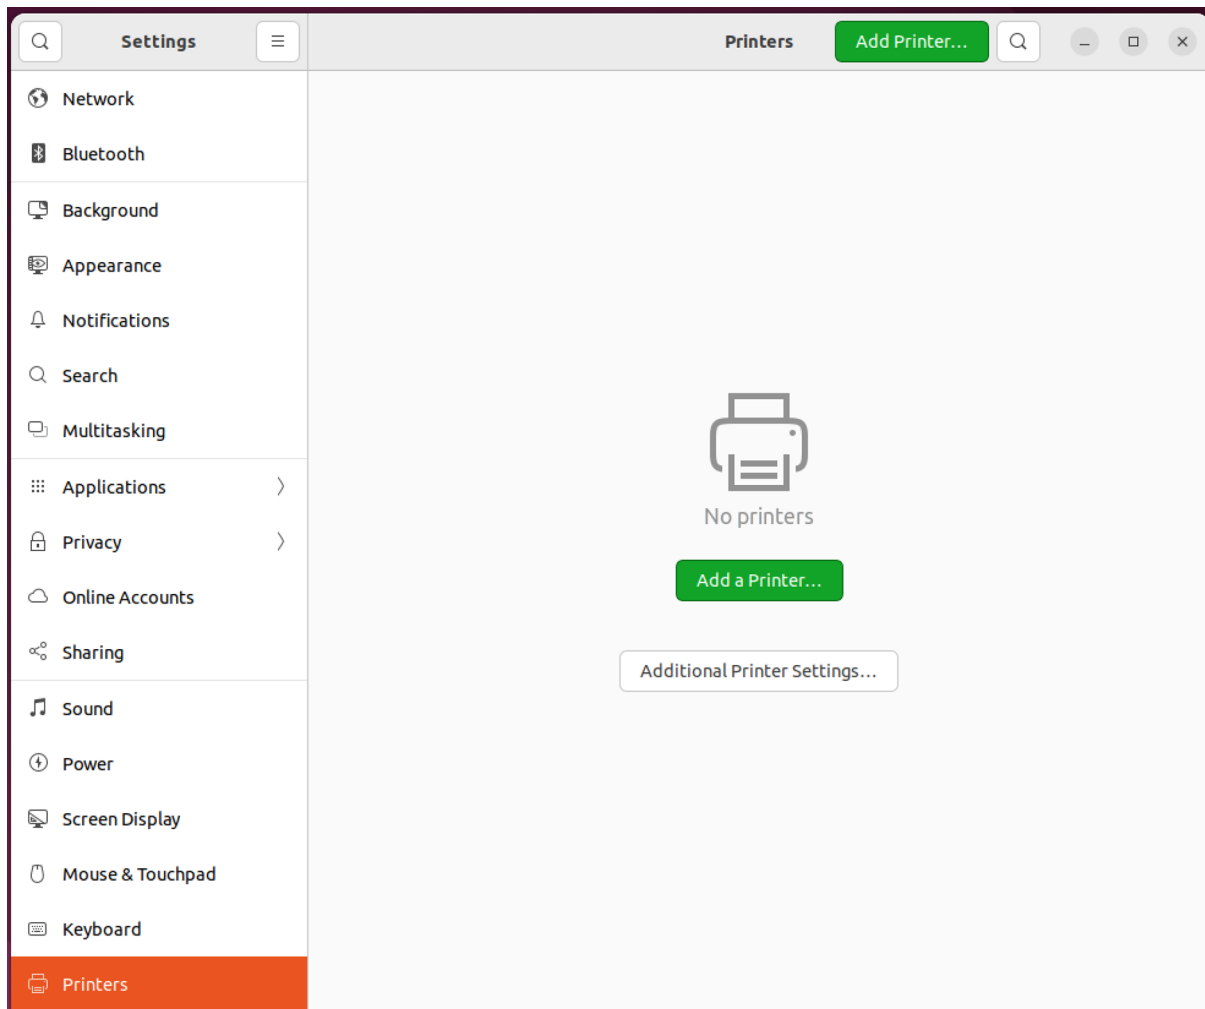 Settings
Printers
Add Printer...
Network
Bluetooth
Background
Appearance
Notifications
Search
Multitasking
Applications
Privacy
Online Accounts
Sharing
Sound
Power
Screen Display
Mouse & Touchpad
Keyboard
Printers
No printers
Add a Printer...
Additional Printer Settings...